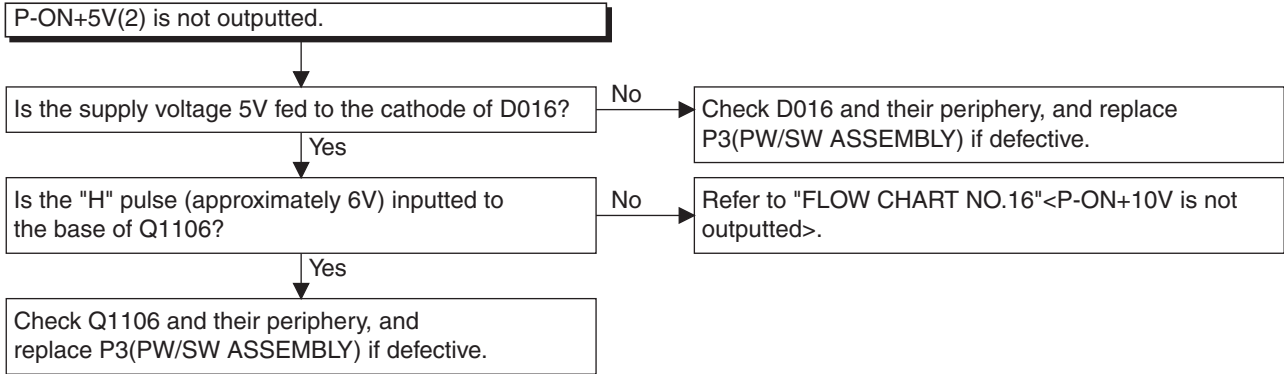 P-ON+5V(2) is not outputted.
Is the supply voltage 5V fed to the cathode of D016?
No
Check D016 and their periphery, and replace
P3(PW/SW ASSEMBLY) if defective.
Yes
Is the "H" pulse (approximately 6V) inputted to
the base of Q1106?
No
Refer to "FLOW CHART NO.16"<P-ON+10V is not
outputted>.
Yes
Check Q1106 and their periphery, and
replace P3(PW/SW ASSEMBLY) if defective.